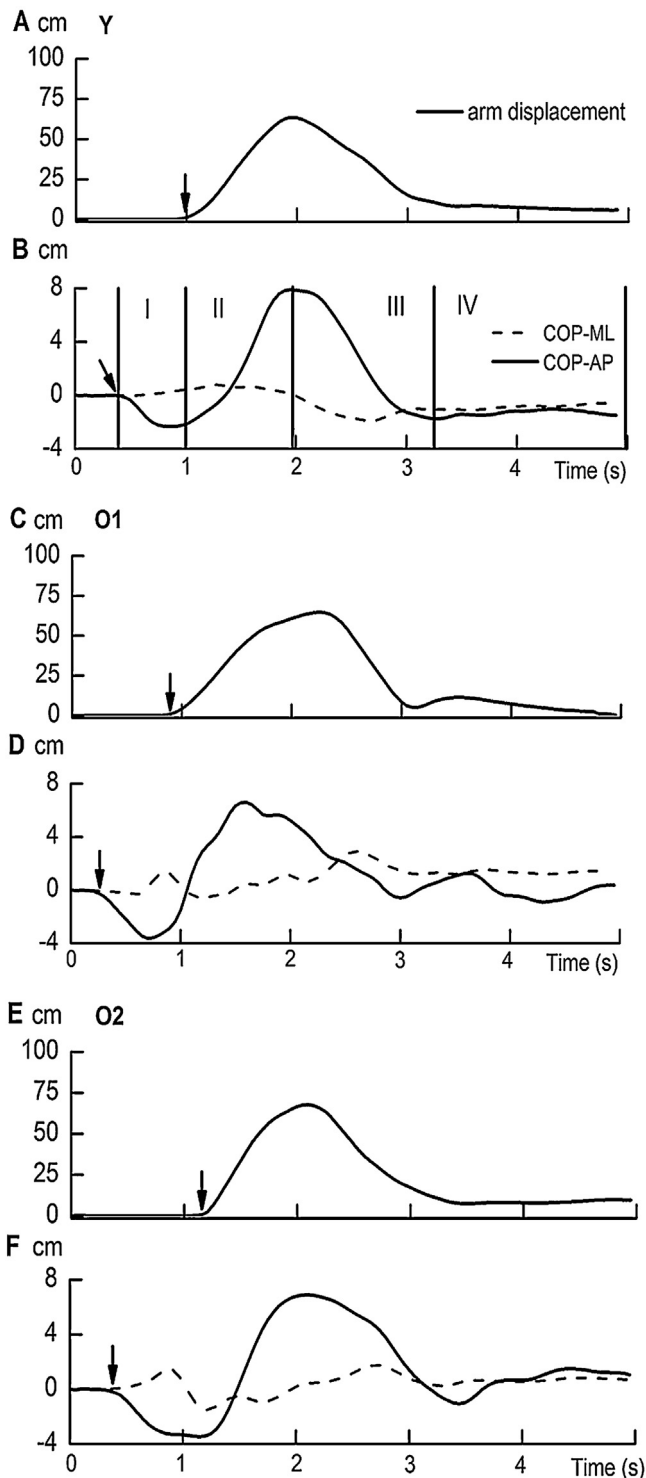 A cm Y
100
75
50
25
0
arm displacement
B cm
8
4
0
-4
I II III IV
COP-ML
COP-AP
0 1 2 3 4 Time (s)
C cm O1
100
75
50
25
0
D cm
8
4
0
-4
0 1 2 3 4 Time (s)
E cm O2
100
75
50
25
0
F cm
8
4
0
-4
0 1 2 3 4 Time (s)